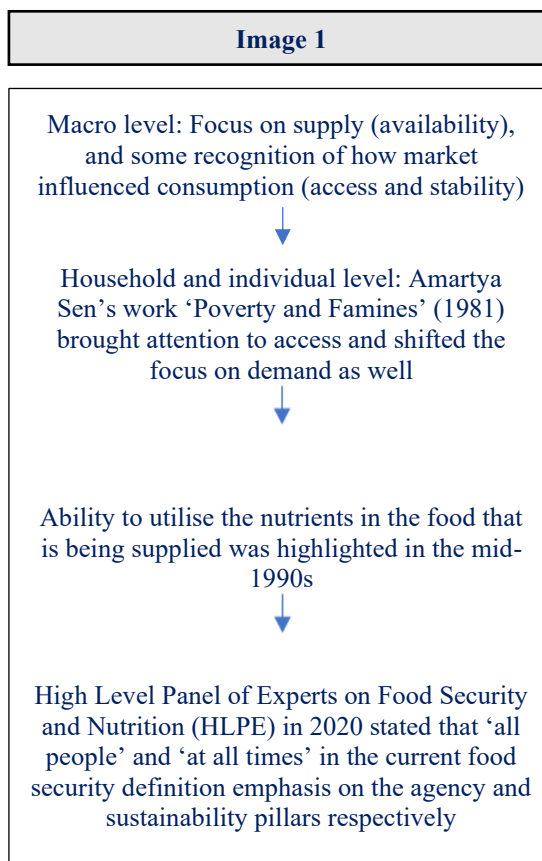 Image 1
Macro level: Focus on supply (availability),
and some recognition of how market
influenced consumption (access and stability)
Household and individual level: Amartya
Sen’s work ‘Poverty and Famines’ (1981)
brought attention to access and shifted the
focus on demand as well
Ability to utilise the nutrients in the food that
is being supplied was highlighted in the mid-
1990s
High Level Panel of Experts on Food Security
and Nutrition (HLPE) in 2020 stated that ‘all
people’ and ‘at all times’ in the current food
security definition emphasis on the agency and
sustainability pillars respectively